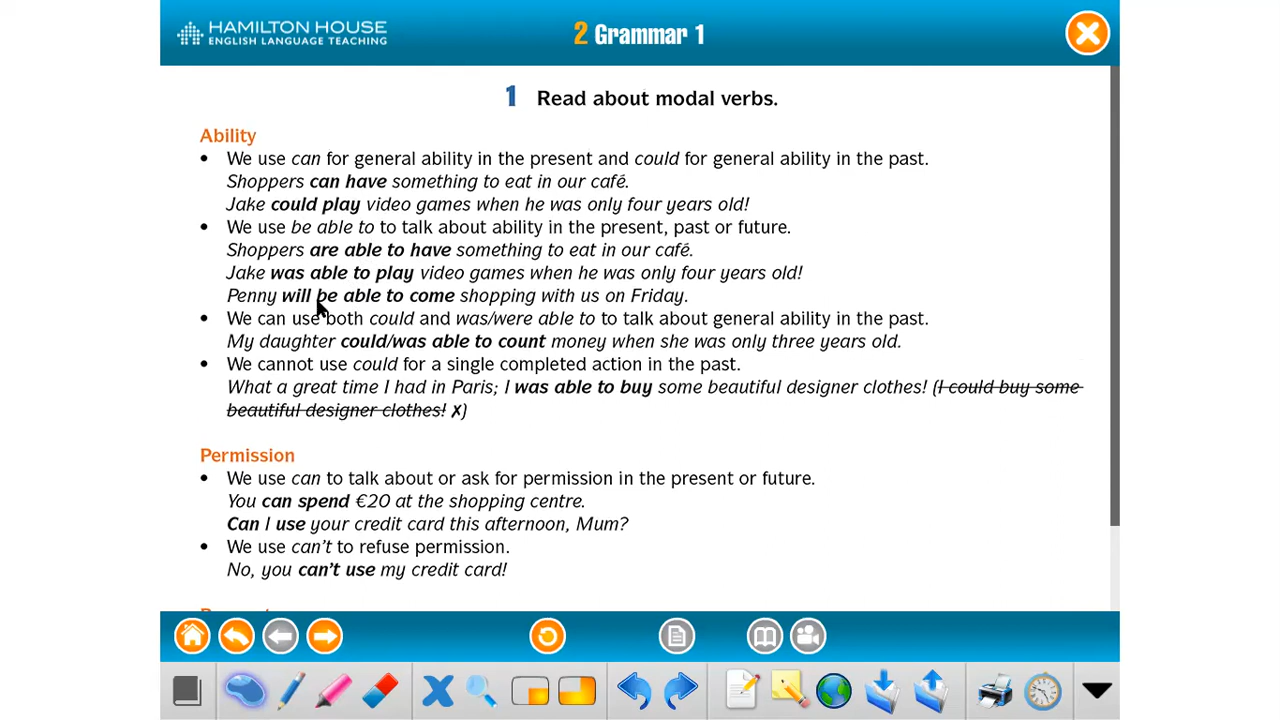 HAMILTON HOUSE
ENGLISH LANGUAGE TEACHING
2 Grammar 1
1 Read about modal verbs.
Ability
• We use can for general ability in the present and could for general ability in the past.
Shoppers can have something to eat in our café.
Jake could play video games when he was only four years old!
• We use be able to to talk about ability in the present, past or future.
Shoppers are able to have something to eat in our café.
Jake was able to play video games when he was only four years old!
Penny will be able to come shopping with us on Friday.
• We can use both could and was/were able to to talk about general ability in the past.
My daughter could/was able to count money when she was only three years old.
• We cannot use could for a single completed action in the past.
What a great time I had in Paris; I was able to buy some beautiful designer clothes! (I could buy some
beautiful designer clothes! ✗)
Permission
• We use can to talk about or ask for permission in the present or future.
You can spend €20 at the shopping centre.
Can I use your credit card this afternoon, Mum?
• We use can't to refuse permission.
No, you can't use my credit card!